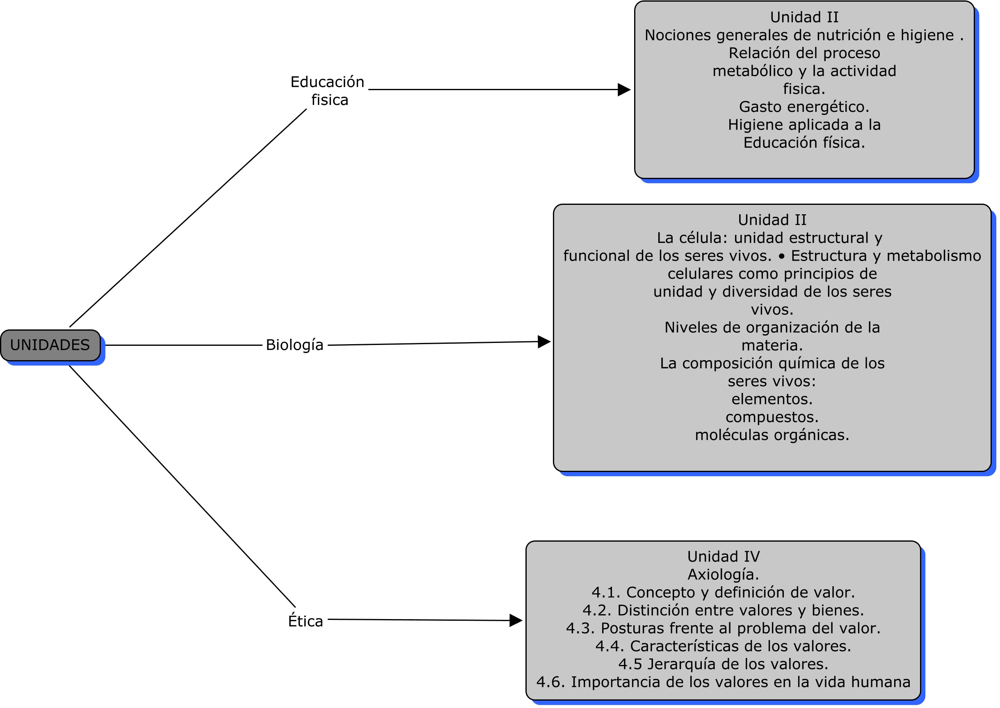 Unidad II
Nociones generales de nutrición e higiene .
Relación del proceso
metabólico y la actividad
fisica.
Gasto energético.
Higiene aplicada a la
Educación física.
Educación
fisica
Unidad II
La célula: unidad estructural y
funcional de los seres vivos. • Estructura y metabolismo
celulares como principios de
unidad y diversidad de los seres
vivos.
Niveles de organización de la
materia.
La composición química de los
seres vivos:
elementos.
compuestos.
moléculas orgánicas.
UNIDADES
Biología
Unidad IV
Axiología.
4.1. Concepto y definición de valor.
4.2. Distinción entre valores y bienes.
4.3. Posturas frente al problema del valor.
4.4. Características de los valores.
4.5 Jerarquía de los valores.
4.6. Importancia de los valores en la vida humana
Ética